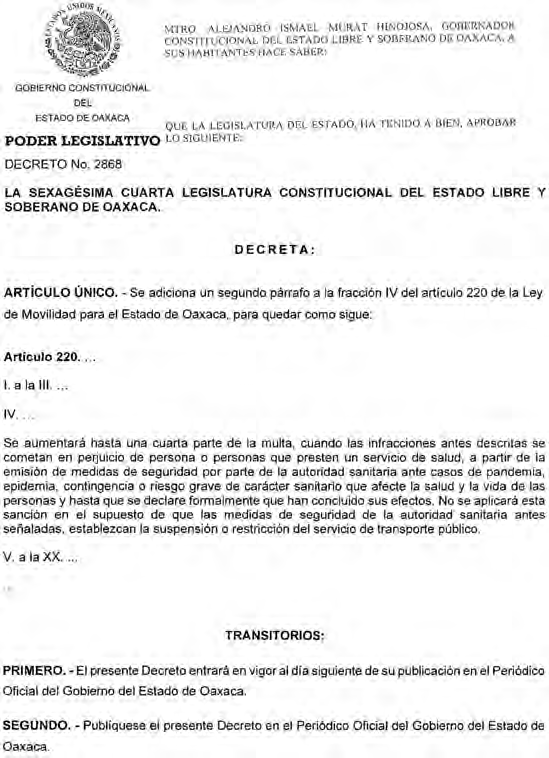 ESTADOS UNIDOS MEXICANOS
MTRO. ALEJANDRO ISMAEL MURAT HINOJOSA, GOBERNADOR
CONSTITUCIONAL DEL ESTADO LIBRE Y SOBERANO DE OAXACA, A
SUS HABITANTES HACE SABER:
GOBIERNO CONSTITUCIONAL
DEL
ESTADO DE OAXACA
QUE LA LEGISLATURA DEL ESTADO, HA TENIDO A BIEN, APROBAR
LO SIGUIENTE:
PODER LEGISLATIVO
DECRETO No. 2868
LA SEXAGÉSIMA CUARTA LEGISLATURA CONSTITUCIONAL DEL ESTADO LIBRE Y
SOBERANO DE OAXACA.
DECRETA:
ARTÍCULO ÚNICO. - Se adiciona un segundo párrafo a la fracción IV del artículo 220 de la Ley
de Movilidad para el Estado de Oaxaca, para quedar como sigue:
Artículo 220. ...
I. a la III. ...
IV. ...
Se aumentará hasta una cuarta parte de la multa, cuando las infracciones antes descritas se
cometan en perjuicio de persona o personas que presten un servicio de salud, a partir de la
emisión de medidas de seguridad por parte de la autoridad sanitaria ante casos de pandemia,
epidemia, contingencia o riesgo grave de carácter sanitario que afecte la salud y la vida de las
personas y hasta que se declare formalmente que han concluido sus efectos. No se aplicará esta
sanción en el supuesto de que las medidas de seguridad de la autoridad sanitaria antes
señaladas, establezcan la suspensión o restricción del servicio de transporte público.
V. a la XX. ...
...
TRANSITORIOS:
PRIMERO. - El presente Decreto entrará en vigor al día siguiente de su publicación en el Periódico
Oficial del Gobierno del Estado de Oaxaca.
SEGUNDO. - Publíquese el presente Decreto en el Periódico Oficial del Gobierno del Estado de
Oaxaca.